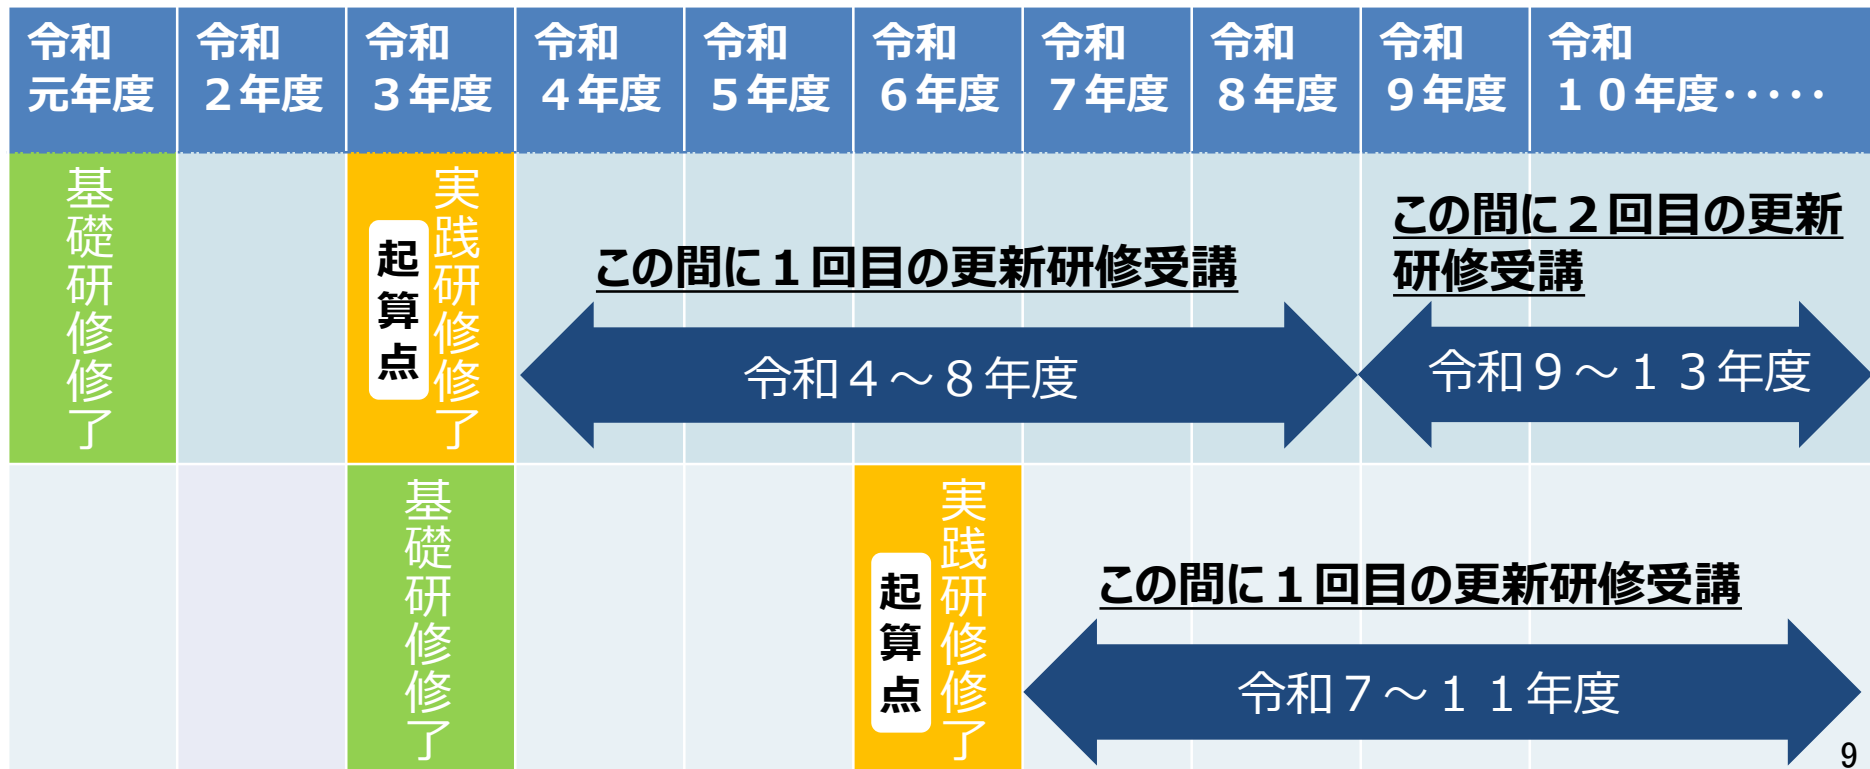 令和
元年度
令和
２年度
令和
３年度
令和
４年度
令和
５年度
令和
６年度
令和
７年度
令和
８年度
令和
９年度
令和
１０年度･････
基礎研修修了
起算点
実践研修修了
この間に１回目の更新研修受講
令和４～８年度
この間に２回目の更新
研修受講
令和９～１３年度
基礎研修修了
起算点
実践研修修了
この間に１回目の更新研修受講
令和７～１１年度
9